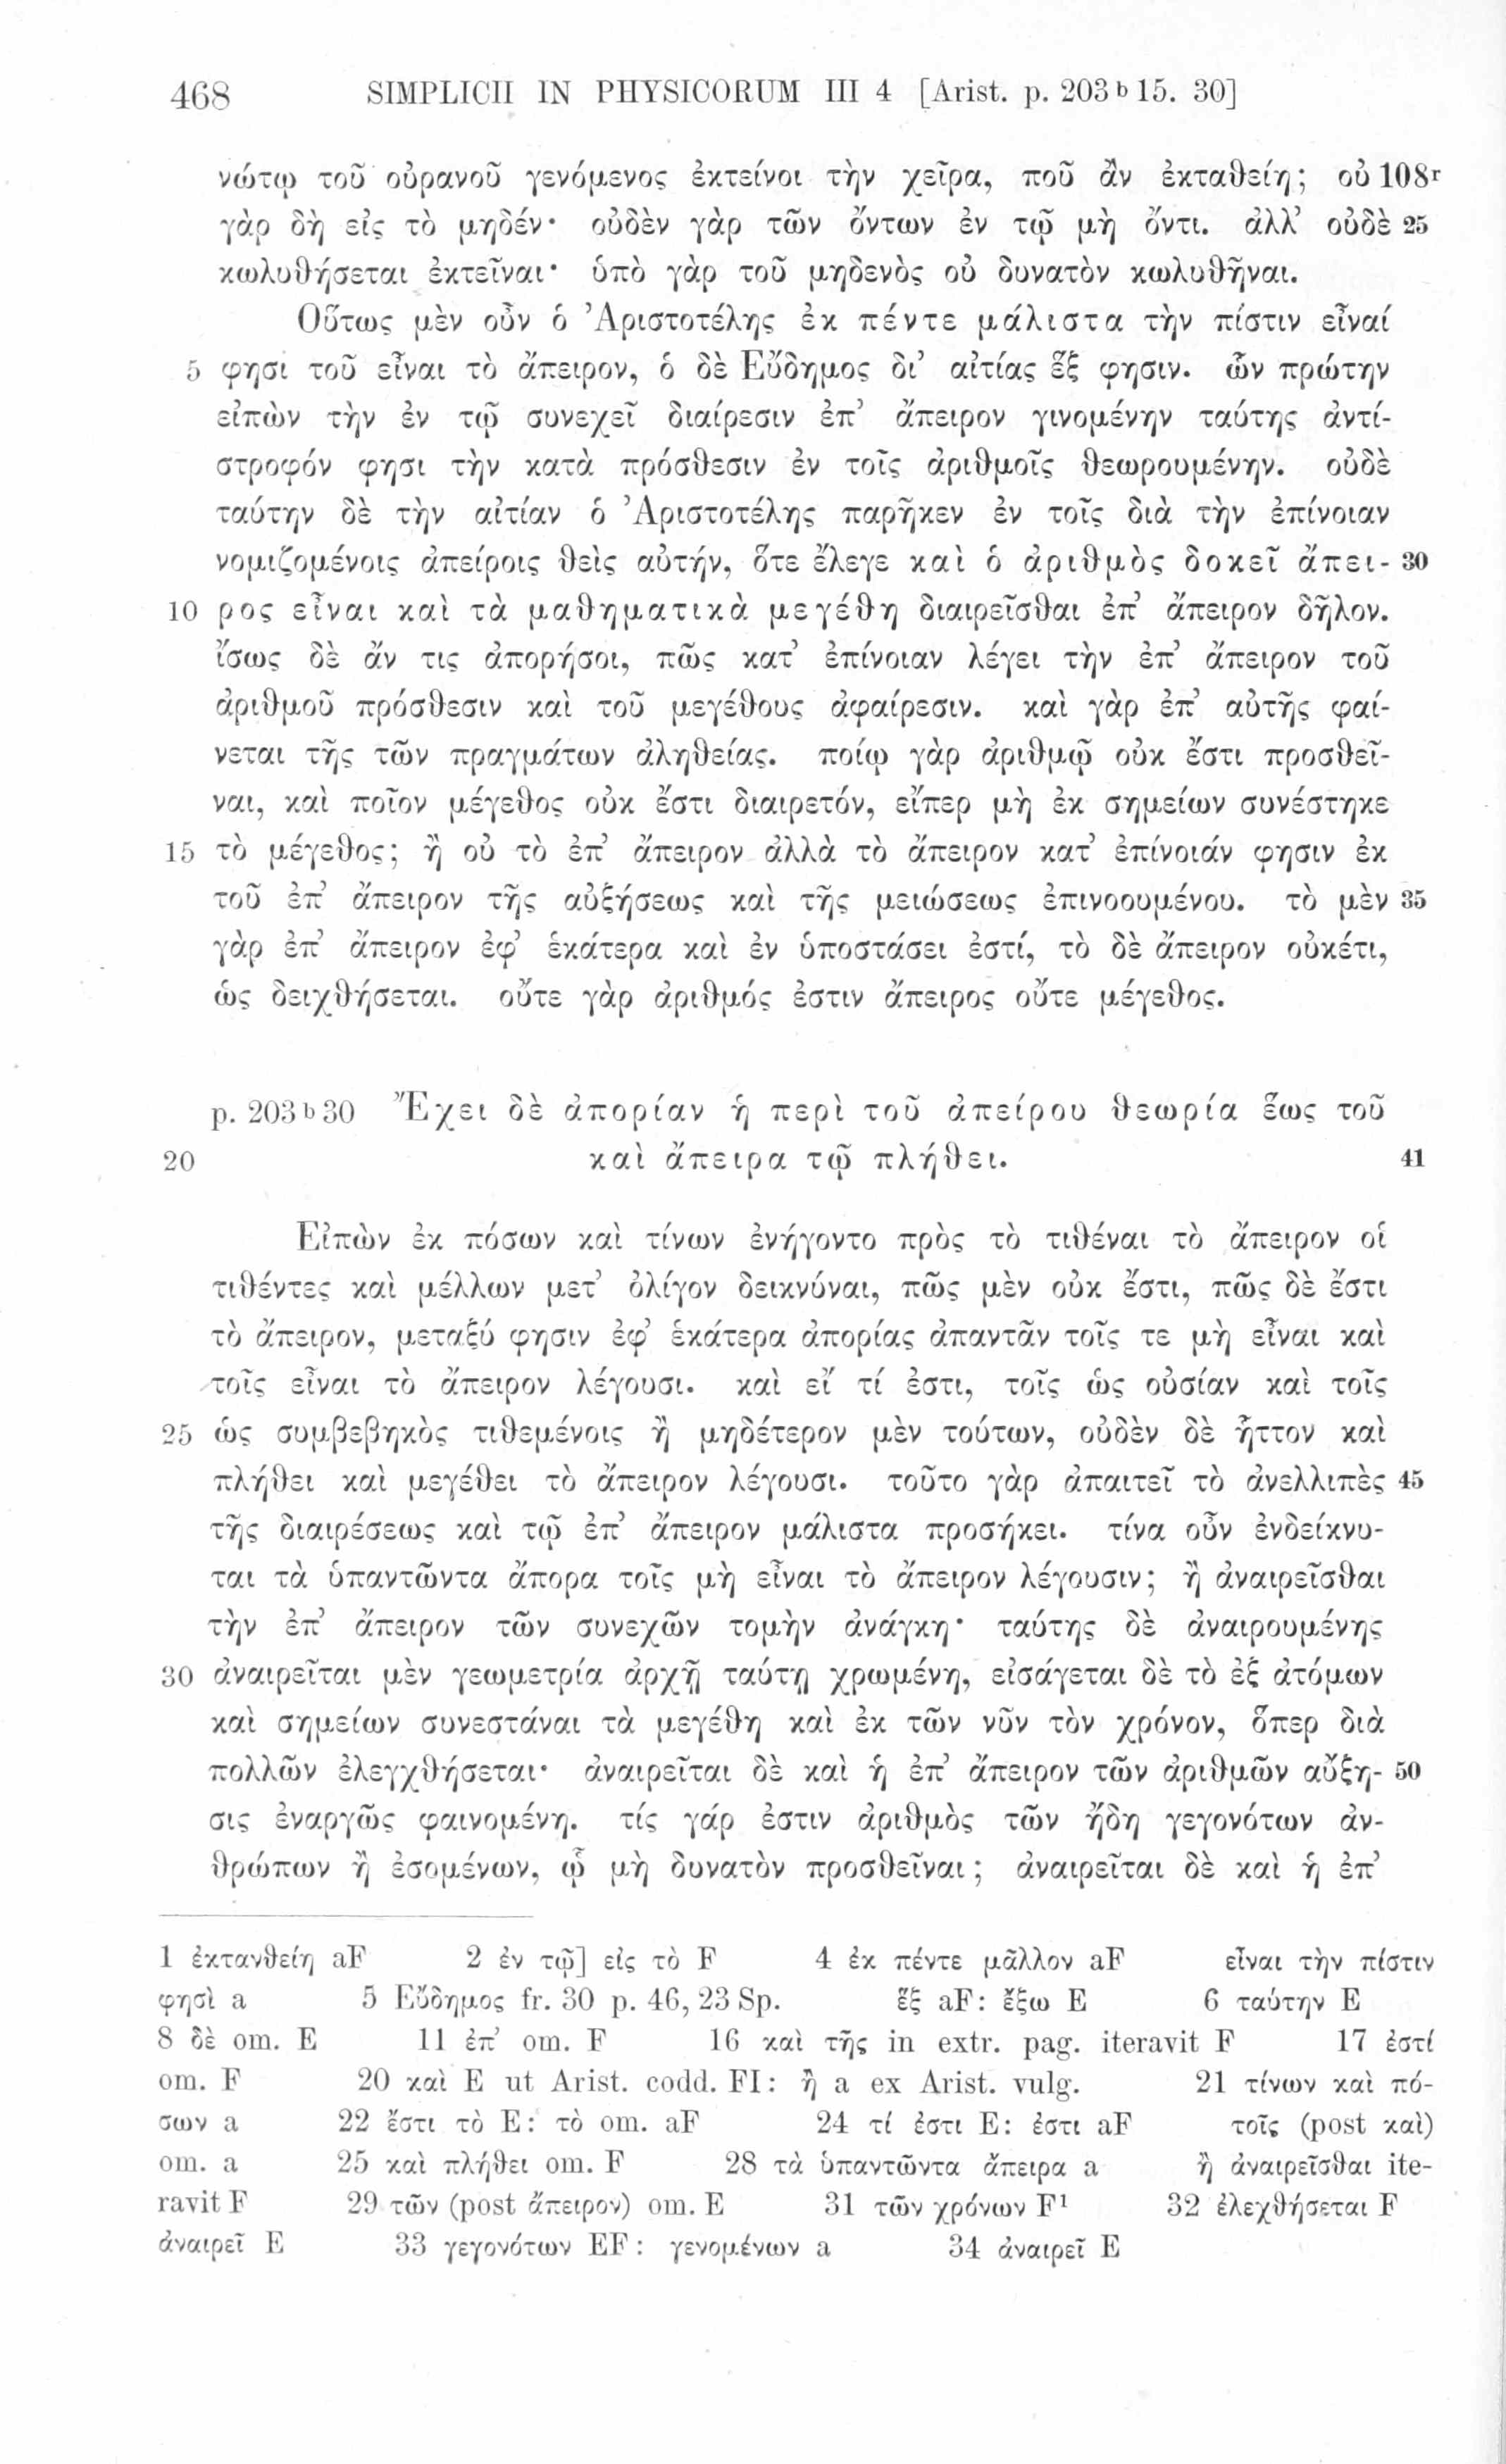 468 SIMPLICII IN PHYSICORUM III 4 [Arist. p. 203 b 15. 30]
νώτῳ τοῦ οὐρανοῦ γενόμενος ἐκτείνοι τὴν χεῖρα, ποῦ ἂν ἐκταθείη; οὐ 108r
γὰρ δὴ εἰς τὸ μηδέν· οὐδὲν γὰρ τῶν ὄντων ἐν τῷ μὴ ὄντι. ἀλλ’ οὐδὲ 25
κωλυθήσεται ἐκτεῖναι· ὑπὸ γὰρ τοῦ μηδενὸς οὐ δυνατὸν κωλυθῆναι.
Οὕτως μὲν οὖν ὁ Ἀριστοτέλης ἐκ πέντε μάλιστα τὴν πίστιν εἶναί
5 φησι τοῦ εἶναι τὸ ἄπειρον, ὁ δὲ Εὔδημος δι’ αἰτίας ἕξ φησιν. ὧν πρώτην
εἰπὼν τὴν ἐν τῷ συνεχεῖ διαίρεσιν ἐπ’ ἄπειρον γινομένην ταύτης ἀντί-
στροφόν φησι τὴν κατὰ πρόσθεσιν ἐν τοῖς ἀριθμοῖς θεωρουμένην. οὐδὲ
ταύτην δὲ τὴν αἰτίαν ὁ Ἀριστοτέλης παρῆκεν ἐν τοῖς διὰ τὴν ἐπίνοιαν
νομιζομένοις ἀπείροις θεὶς αὐτήν, ὅτε ἔλεγε καὶ ὁ ἀριθμὸς δοκεῖ ἄπει- 30
10 ρος εἶναι καὶ τὰ μαθηματικὰ μεγέθη διαιρεῖσθαι ἐπ’ ἄπειρον δῆλον.
ἴσως δὲ ἄν τις ἀπορήσοι, πῶς κατ’ ἐπίνοιαν λέγει τὴν ἐπ’ ἄπειρον τοῦ
ἀριθμοῦ πρόσθεσιν καὶ τοῦ μεγέθους ἀφαίρεσιν. καὶ γὰρ ἐπ’ αὐτῆς φαί-
νεται τῆς τῶν πραγμάτων ἀληθείας. ποίῳ γὰρ ἀριθμῷ οὐκ ἔστι προσθεῖ-
ναι, καὶ ποῖον μέγεθος οὐκ ἔστι διαιρετόν, εἴπερ μὴ ἐκ σημείων συνέστηκε
15 τὸ μέγεθος; ἢ οὐ τὸ ἐπ’ ἄπειρον ἀλλὰ τὸ ἄπειρον κατ’ ἐπίνοιάν φησιν ἐκ
τοῦ ἐπ’ ἄπειρον τῆς αὐξήσεως καὶ τῆς μειώσεως ἐπινοουμένου. τὸ μὲν 35
γὰρ ἐπ’ ἄπειρον ἐφ’ ἑκάτερα καὶ ἐν ὑποστάσει ἐστί, τὸ δὲ ἄπειρον οὐκέτι,
ὡς δειχθήσεται. οὔτε γὰρ ἀριθμός ἐστιν ἄπειρος οὔτε μέγεθος.
p. 203 b 30 Ἔχει δὲ ἀπορίαν ἡ περὶ τοῦ ἀπείρου θεωρία ἕως τοῦ
20 καὶ ἄπειρα τῷ πλήθει. 41
Εἰπὼν ἐκ πόσων καὶ τίνων ἐνήγοντο πρὸς τὸ τιθέναι τὸ ἄπειρον οἱ
τιθέντες καὶ μέλλων μετ’ ὀλίγον δεικνύναι, πῶς μὲν οὐκ ἔστι, πῶς δὲ ἔστι
τὸ ἄπειρον, μεταξύ φησιν ἐφ’ ἑκάτερα ἀπορίας ἀπαντᾶν τοῖς τε μὴ εἶναι καὶ
τοῖς εἶναι τὸ ἄπειρον λέγουσι. καὶ εἴ τί ἐστι, τοῖς ὡς οὐσίαν καὶ τοῖς
25 ὡς συμβεβηκὸς τιθεμένοις ἢ μηδέτερον μὲν τούτων, οὐδὲν δὲ ἧττον καὶ
πλήθει καὶ μεγέθει τὸ ἄπειρον λέγουσι. τοῦτο γὰρ ἀπαιτεῖ τὸ ἀνελλιπὲς 45
τῆς διαιρέσεως καὶ τῷ ἐπ’ ἄπειρον μάλιστα προσήκει. τίνα οὖν ἐνδείκνυ-
ται τὰ ὑπαντῶντα ἄπορα τοῖς μὴ εἶναι τὸ ἄπειρον λέγουσιν; ἢ ἀναιρεῖσθαι
τὴν ἐπ’ ἄπειρον τῶν συνεχῶν τομὴν ἀνάγκη· ταύτης δὲ ἀναιρουμένης
30 ἀναιρεῖται μὲν γεωμετρία ἀρχῇ ταύτῃ χρωμένη, εἰσάγεται δὲ τὸ ἐξ ἀτόμων
καὶ σημείων συνεστάναι τὰ μεγέθη καὶ ἐκ τῶν νῦν τὸν χρόνον, ὅπερ διὰ
πολλῶν ἐλεγχθήσεται· ἀναιρεῖται δὲ καὶ ἡ ἐπ’ ἄπειρον τῶν ἀριθμῶν αὔξη- 50
σις ἐναργῶς φαινομένη. τίς γάρ ἐστιν ἀριθμὸς τῶν ἤδη γεγονότων ἀν-
θρώπων ἢ ἐσομένων, ᾧ μὴ δυνατὸν προσθεῖναι; ἀναιρεῖται δὲ καὶ ἡ ἐπ’
1 ἐκτανθείη aF 2 ἐν τῷ] εἰς τὸ F 4 ἐκ πέντε μᾶλλον aF εἶναι τὴν πίστιν
φησὶ a 5 Εὔδημος fr. 30 p. 46, 23 Sp. ἕξ aF: ἔξω E 6 ταύτην E
8 δὲ om. E 11 ἐπ’ om. F 16 καὶ τῆς in extr. pag. iteravit F 17 ἐστί
om. F 20 καὶ E ut Arist. codd. FI: ἢ a ex Arist. vulg. 21 τίνων καὶ πό-
σων a 22 ἔστι τὸ E: τὸ om. aF 24 τί ἐστι E: ἐστι aF τοῖς (post καὶ)
om. a 25 καὶ πλήθει om. F 28 τὰ ὑπαντῶντα ἄπειρα a ἢ ἀναιρεῖσθαι ite-
ravit F 29 τῶν (post ἄπειρον) om. E 31 τῶν χρόνων F¹ 32 ἐλεχθήσεται F
ἀναιρεῖ E 33 γεγονότων EF: γενομένων a 34 ἀναιρεῖ E